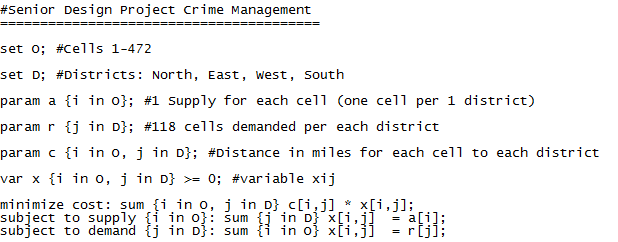 #Senior Design Project Crime Management
========================================
set O; #Cells 1-472
set D; #Districts: North, East, West, South
param a {i in O}; #1 Supply for each cell (one cell per 1 district)
param r {j in D}; #118 cells demanded per each district
param c {i in O, j in D}; #Distance in miles for each cell to each district
var x {i in O, j in D} >= 0; #variable xij
minimize cost: sum {i in O, j in D} c[i,j] * x[i,j];
subject to supply {i in O}: sum {j in D} x[i,j]  = a[i];
subject to demand {j in D}: sum {i in O} x[i,j]  = r[j];